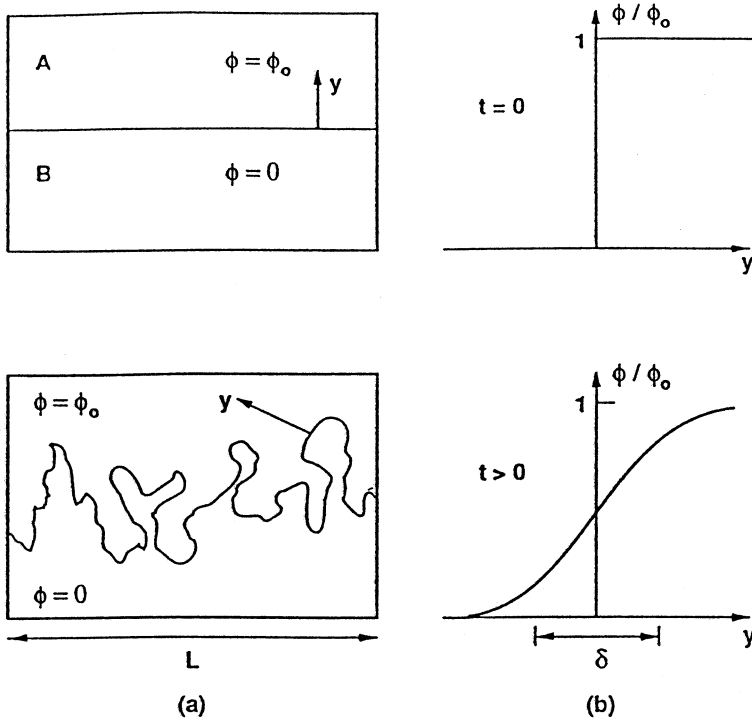 A
ϕ = ϕₒ
y
B
ϕ = 0
ϕ / ϕₒ
1
t = 0
y
ϕ = ϕₒ
y
ϕ = 0
L
(a)
ϕ / ϕₒ
1
t > 0
y
δ
(b)